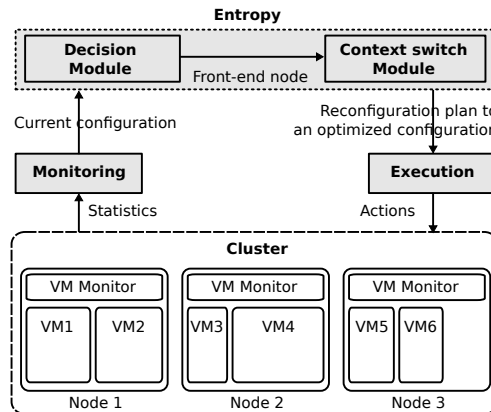 Entropy
Decision
Module
Context switch
Module
Front-end node
Current configuration
Reconfiguration plan to
an optimized configuration
Monitoring
Execution
Statistics
Actions
Cluster
VM Monitor
VM Monitor
VM Monitor
VM1
VM2
VM3
VM4
VM5
VM6
Node 1
Node 2
Node 3